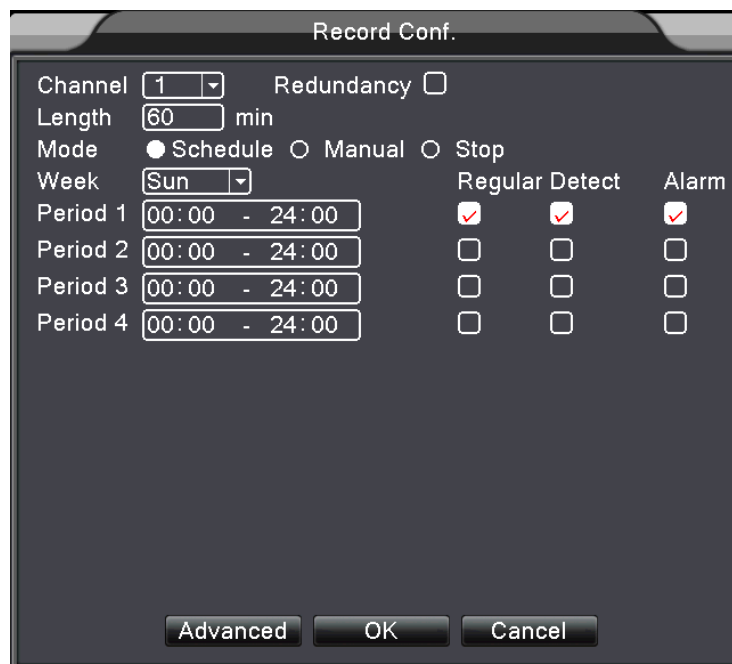 Record Conf.
Channel 1 Redundancy
Length 60 min
Mode Schedule Manual Stop
Week Sun Regular Detect Alarm
Period 1 00:00 - 24:00
Period 2 00:00 - 24:00
Period 3 00:00 - 24:00
Period 4 00:00 - 24:00
Advanced OK Cancel